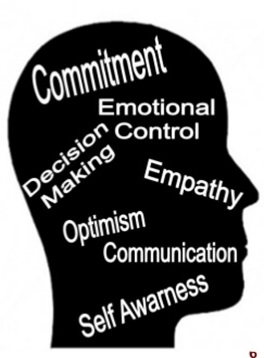 Commitment
Emotional
Control
Decision
Making
Empathy
Optimism
Communication
Self Awarness